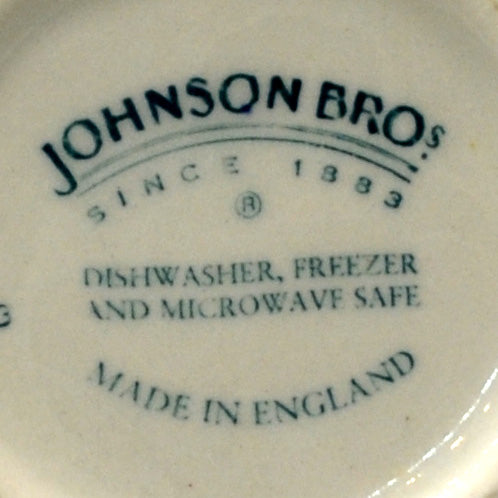 JOHNSON BROS.
SINCE 1883
®
DISHWASHER, FREEZER
AND MICROWAVE SAFE
MADE IN ENGLAND